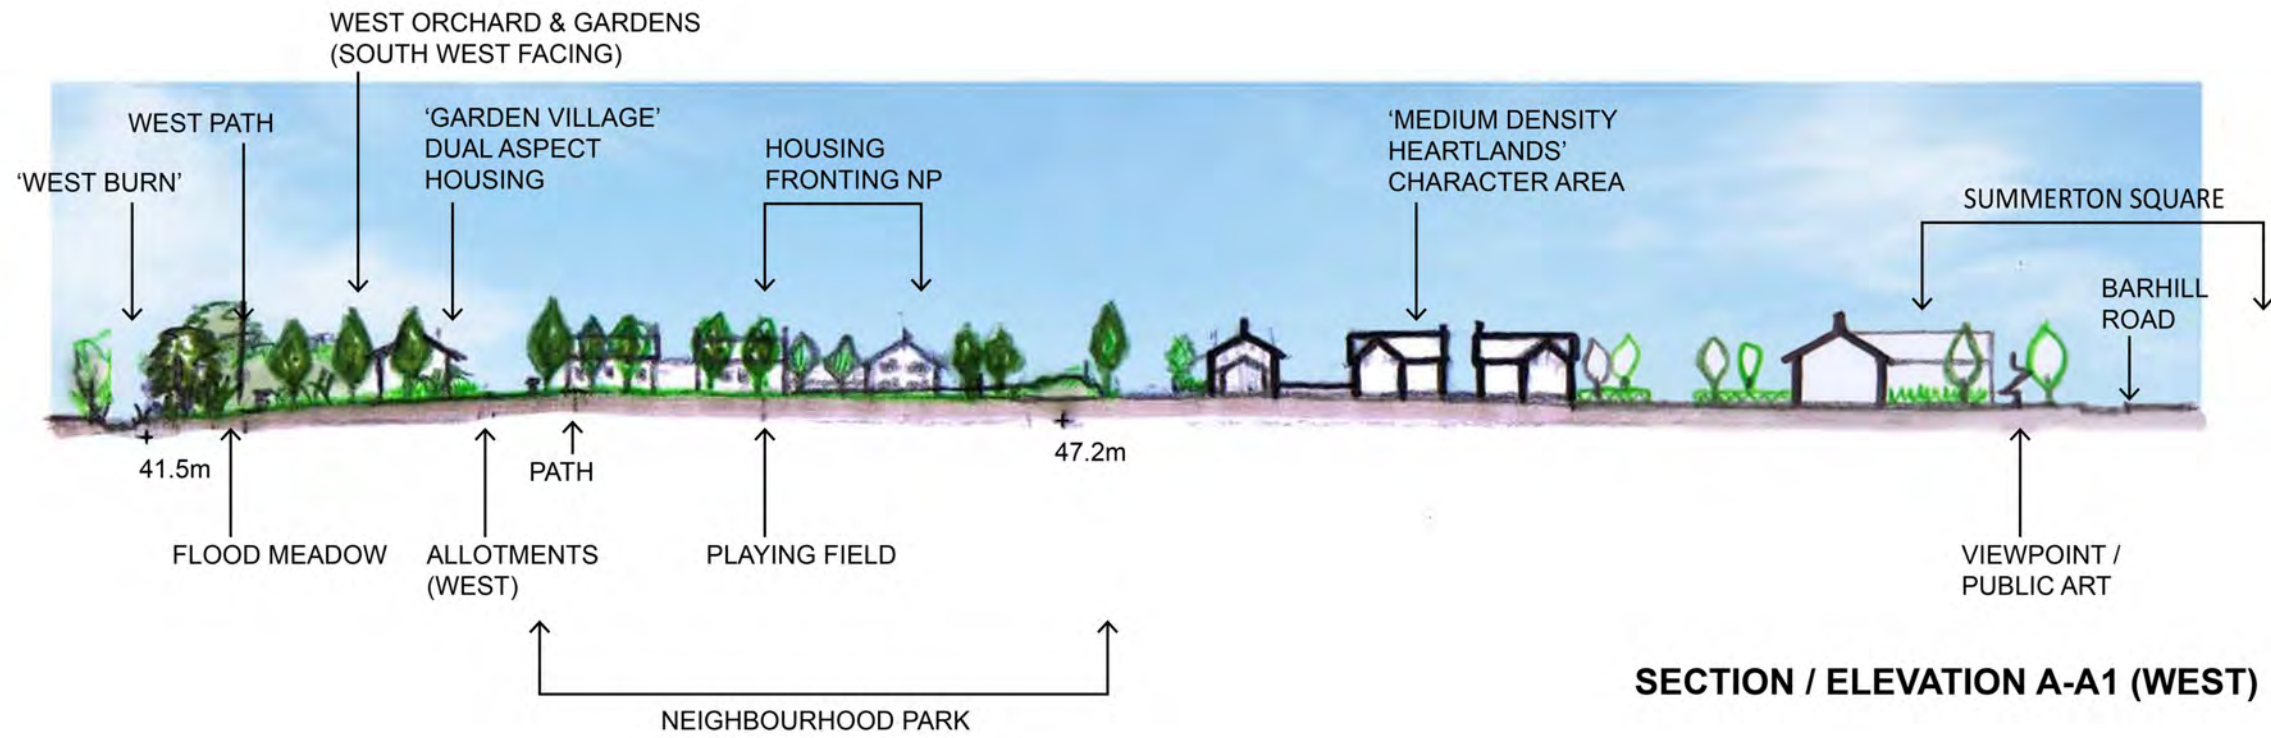 WEST ORCHARD & GARDENS
(SOUTH WEST FACING)
WEST PATH
‘GARDEN VILLAGE’
DUAL ASPECT
HOUSING
HOUSING
FRONTING NP
‘MEDIUM DENSITY
HEARTLANDS’
CHARACTER AREA
‘WEST BURN’
SUMMERTON SQUARE
BARHILL
ROAD
41.5m
PATH
47.2m
FLOOD MEADOW
ALLOTMENTS
(WEST)
PLAYING FIELD
VIEWPOINT /
PUBLIC ART
NEIGHBOURHOOD PARK
SECTION / ELEVATION A-A1 (WEST)